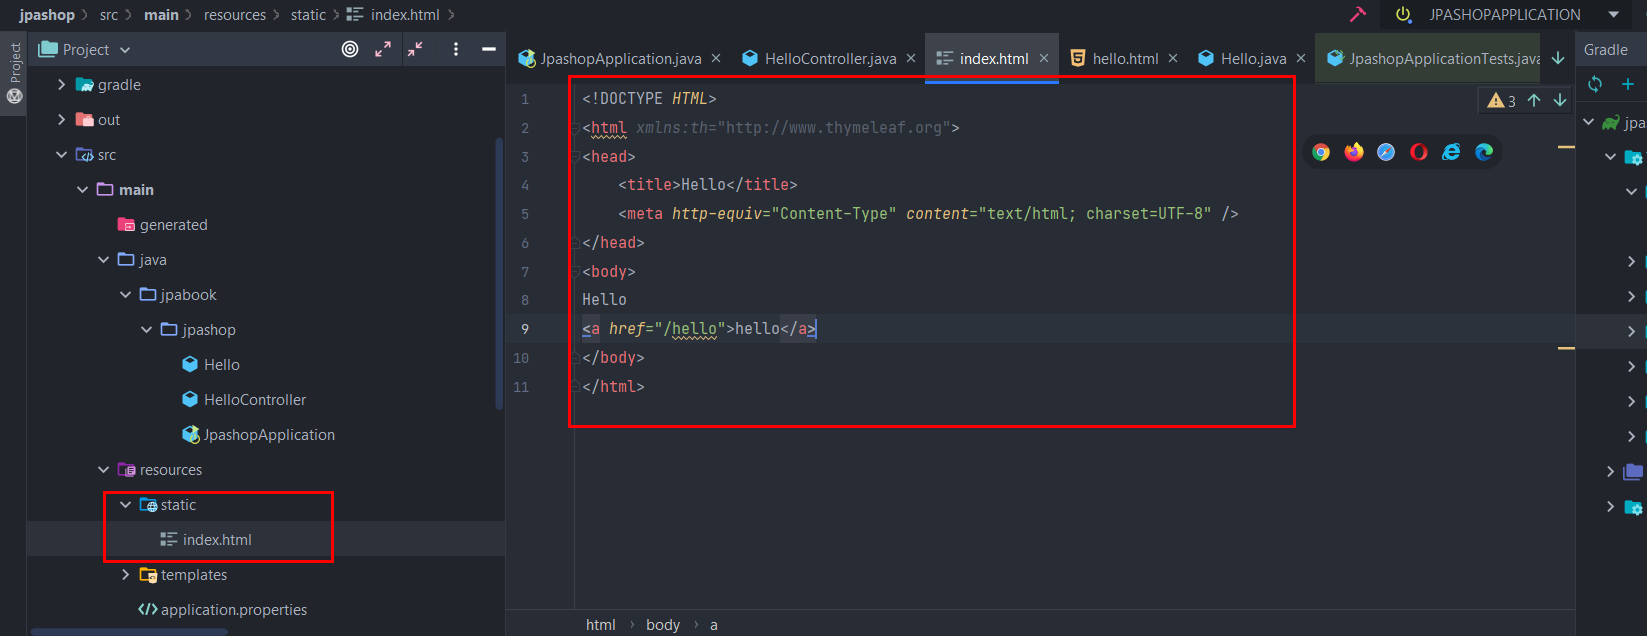 jpashop › src › main › resources › static › index.html ›
JPASHOPAPPLICATION
Project
Project
JpashopApplication.java × HelloController.java × index.html × hello.html × Hello.java × JpashopApplicationTests.java
Gradle
gradle
out
src
main
generated
java
jpabook
jpashop
Hello
HelloController
JpashopApplication
resources
static
index.html
templates
application.properties
1 <!DOCTYPE HTML>
2 <html xmlns:th="http://www.thymeleaf.org">
3 <head>
4 <title>Hello</title>
5 <meta http-equiv="Content-Type" content="text/html; charset=UTF-8" />
6 </head>
7 <body>
8 Hello
9 <a href="/hello">hello</a>
10 </body>
11 </html>
3
jpa
html › body › a